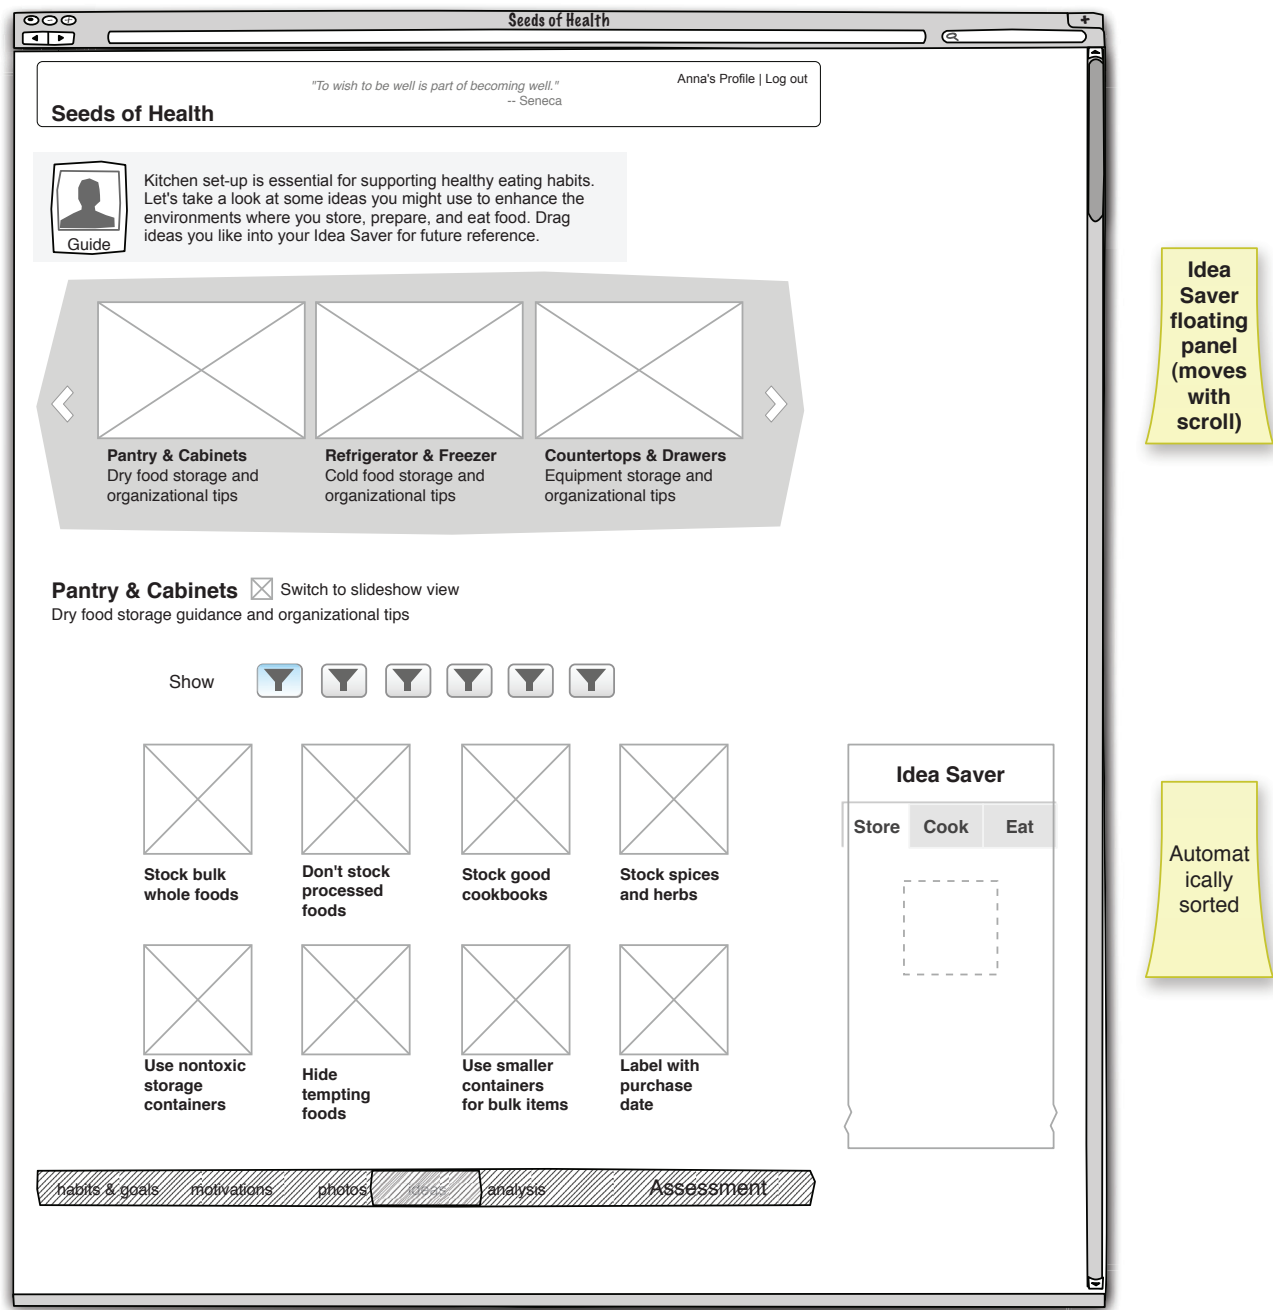 Seeds of Health
"To wish to be well is part of becoming well."
-- Seneca
Anna's Profile | Log out
Seeds of Health
Kitchen set-up is essential for supporting healthy eating habits.
Let's take a look at some ideas you might use to enhance the
environments where you store, prepare, and eat food. Drag
ideas you like into your Idea Saver for future reference.
Guide
Idea
Saver
floating
panel
(moves
with
scroll)
Pantry & Cabinets
Dry food storage and
organizational tips
Refrigerator & Freezer
Cold food storage and
organizational tips
Countertops & Drawers
Equipment storage and
organizational tips
Pantry & Cabinets
Switch to slideshow view
Dry food storage guidance and organizational tips
Show
Stock bulk
whole foods
Don't stock
processed
foods
Stock good
cookbooks
Stock spices
and herbs
Use nontoxic
storage
containers
Hide
tempting
foods
Use smaller
containers
for bulk items
Label with
purchase
date
Idea Saver
Store Cook Eat
Automat
ically
sorted
habits & goals motivations photos ideas analysis Assessment